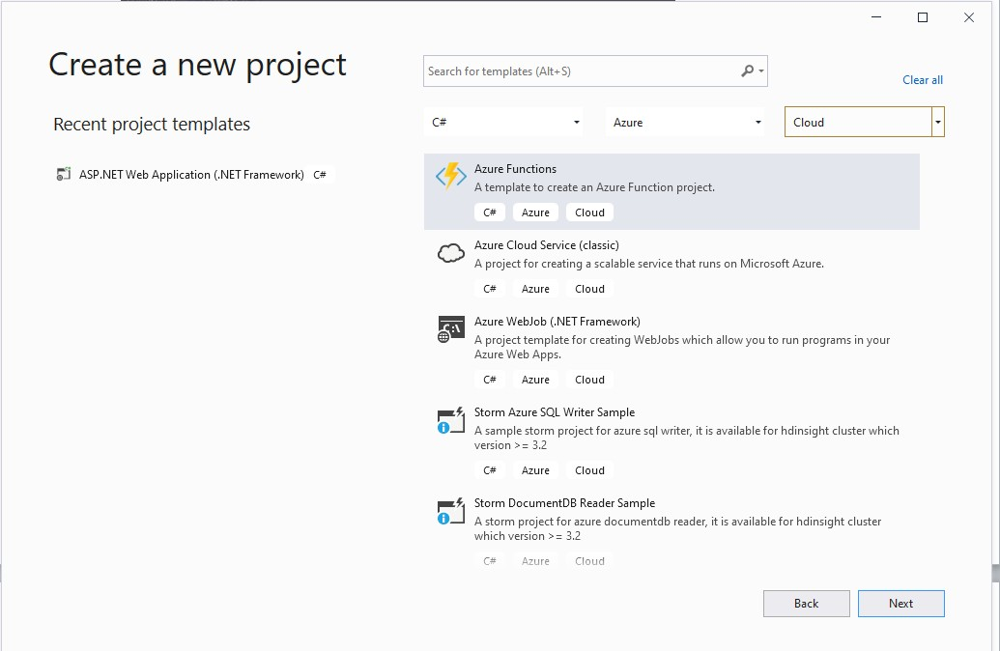 Create a new project
Search for templates (Alt+S)
Clear all
Recent project templates
C#
Azure
Cloud
ASP.NET Web Application (.NET Framework) C#
Azure Functions
A template to create an Azure Function project.
C# Azure Cloud
Azure Cloud Service (classic)
A project for creating a scalable service that runs on Microsoft Azure.
C# Azure Cloud
Azure WebJob (.NET Framework)
A project template for creating WebJobs which allow you to run programs in your
Azure Web Apps.
C# Azure Cloud
Storm Azure SQL Writer Sample
A sample storm project for azure sql writer, it is available for hdinsight cluster which
version >= 3.2
C# Azure Cloud
Storm DocumentDB Reader Sample
A storm project for azure documentdb reader, it is available for hdinsight cluster
which version >= 3.2
C# Azure Cloud
Back
Next